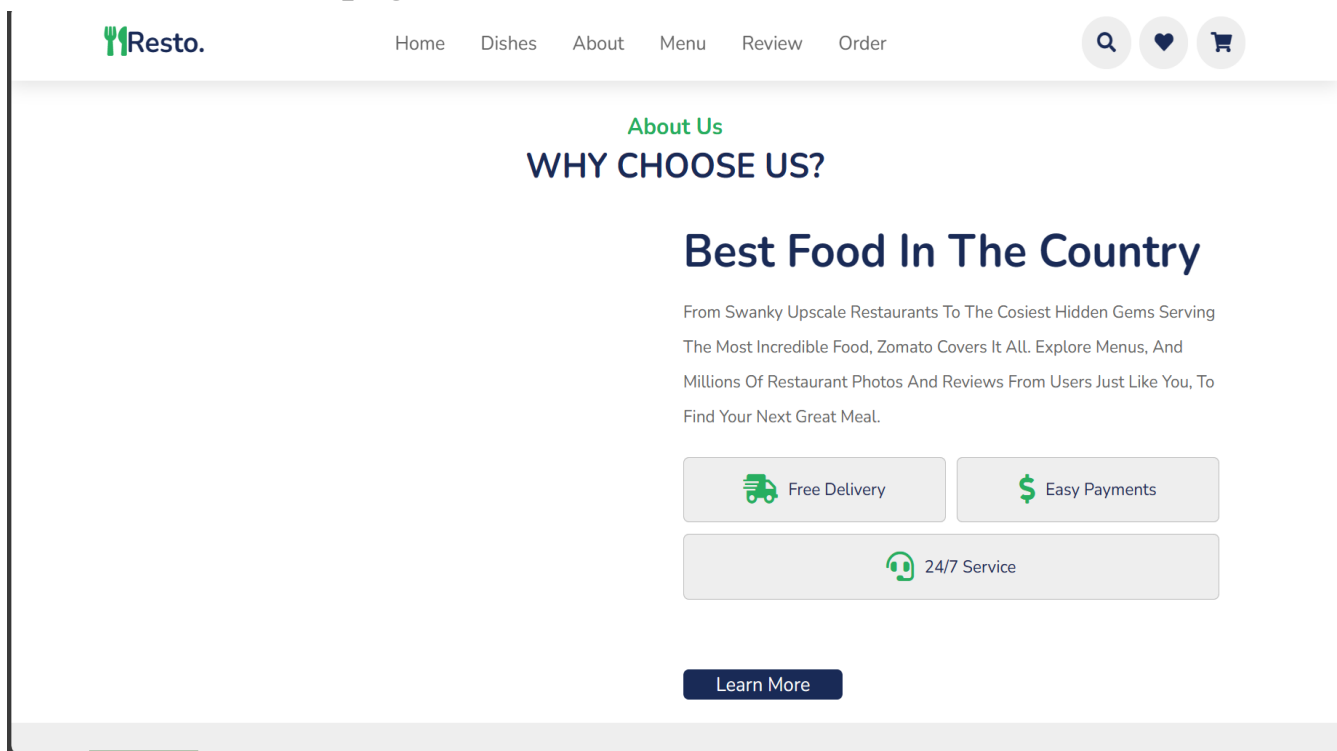 Resto.
Home Dishes About Menu Review Order
About Us
WHY CHOOSE US?
Best Food In The Country
From Swanky Upscale Restaurants To The Cosiest Hidden Gems Serving
The Most Incredible Food, Zomato Covers It All. Explore Menus, And
Millions Of Restaurant Photos And Reviews From Users Just Like You, To
Find Your Next Great Meal.
Free Delivery
$ Easy Payments
24/7 Service
Learn More